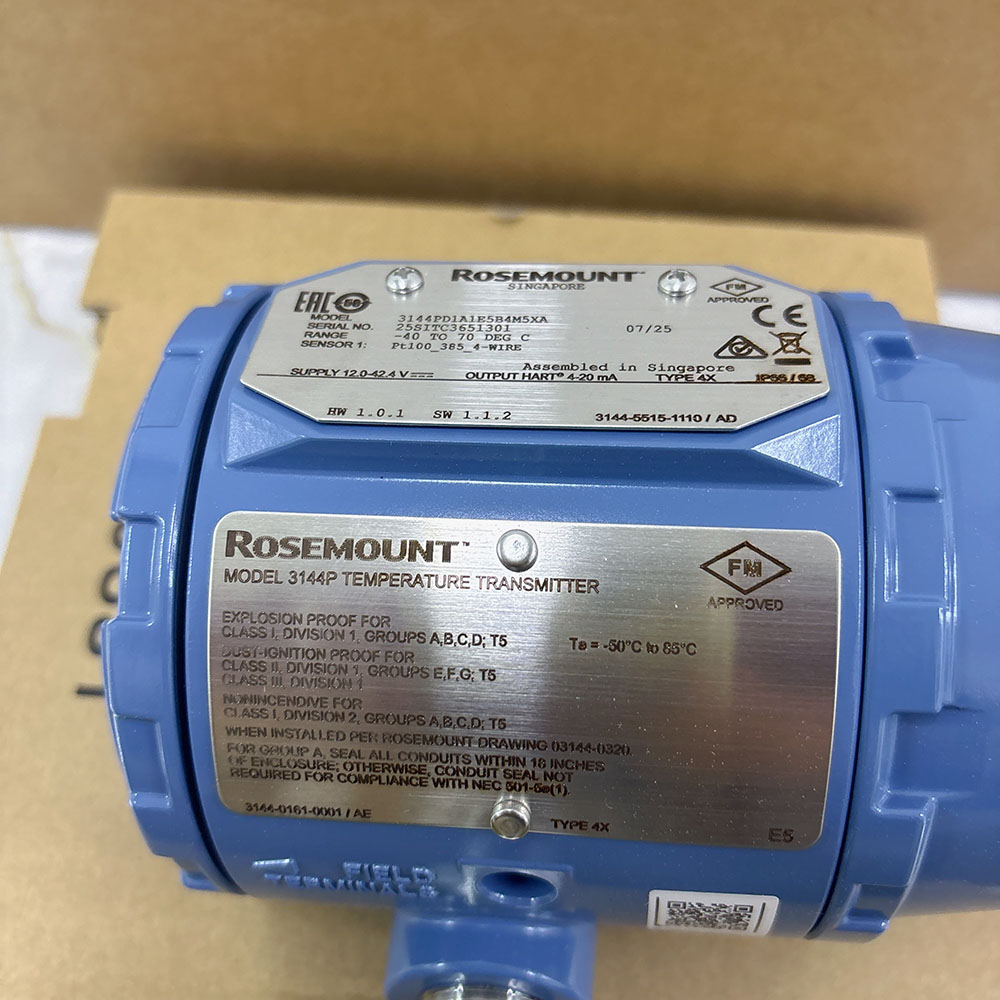 ROSEMOUNT™
SINGAPORE
EAC
FM
APPROVED
CE
MODEL 3144PD1A1E5B4M5XA
SERIAL NO. 25SITC3651301 07/25
RANGE -40 TO 70 DEG C
SENSOR 1: Pt100_385_4-WIRE
Assembled in Singapore
SUPPLY 12.0-42.4 V OUTPUT HART® 4-20 mA TYPE 4X
HW 1.0.1 SW 1.1.2 3144-5515-1110 / AD
ROSEMOUNT™
MODEL 3144P TEMPERATURE TRANSMITTER
FM
APPROVED
EXPLOSION PROOF FOR
CLASS I, DIVISION 1, GROUPS A,B,C,D; T5 Ta = -50°C to 85°C
DUST-IGNITION PROOF FOR
CLASS II, DIVISION 1, GROUPS E,F,G; T5
CLASS III, DIVISION 1
NONINCENDIVE FOR
CLASS I, DIVISION 2, GROUPS A,B,C,D; T5
WHEN INSTALLED PER ROSEMOUNT DRAWING 03144-0320.
FOR GROUP A, SEAL ALL CONDUITS WITHIN 18 INCHES
OF ENCLOSURE; OTHERWISE, CONDUIT SEAL NOT
REQUIRED FOR COMPLIANCE WITH NEC 501-5a(1).
3144-0161-0001 / AE TYPE 4X E5
FIELD
TERMINALS